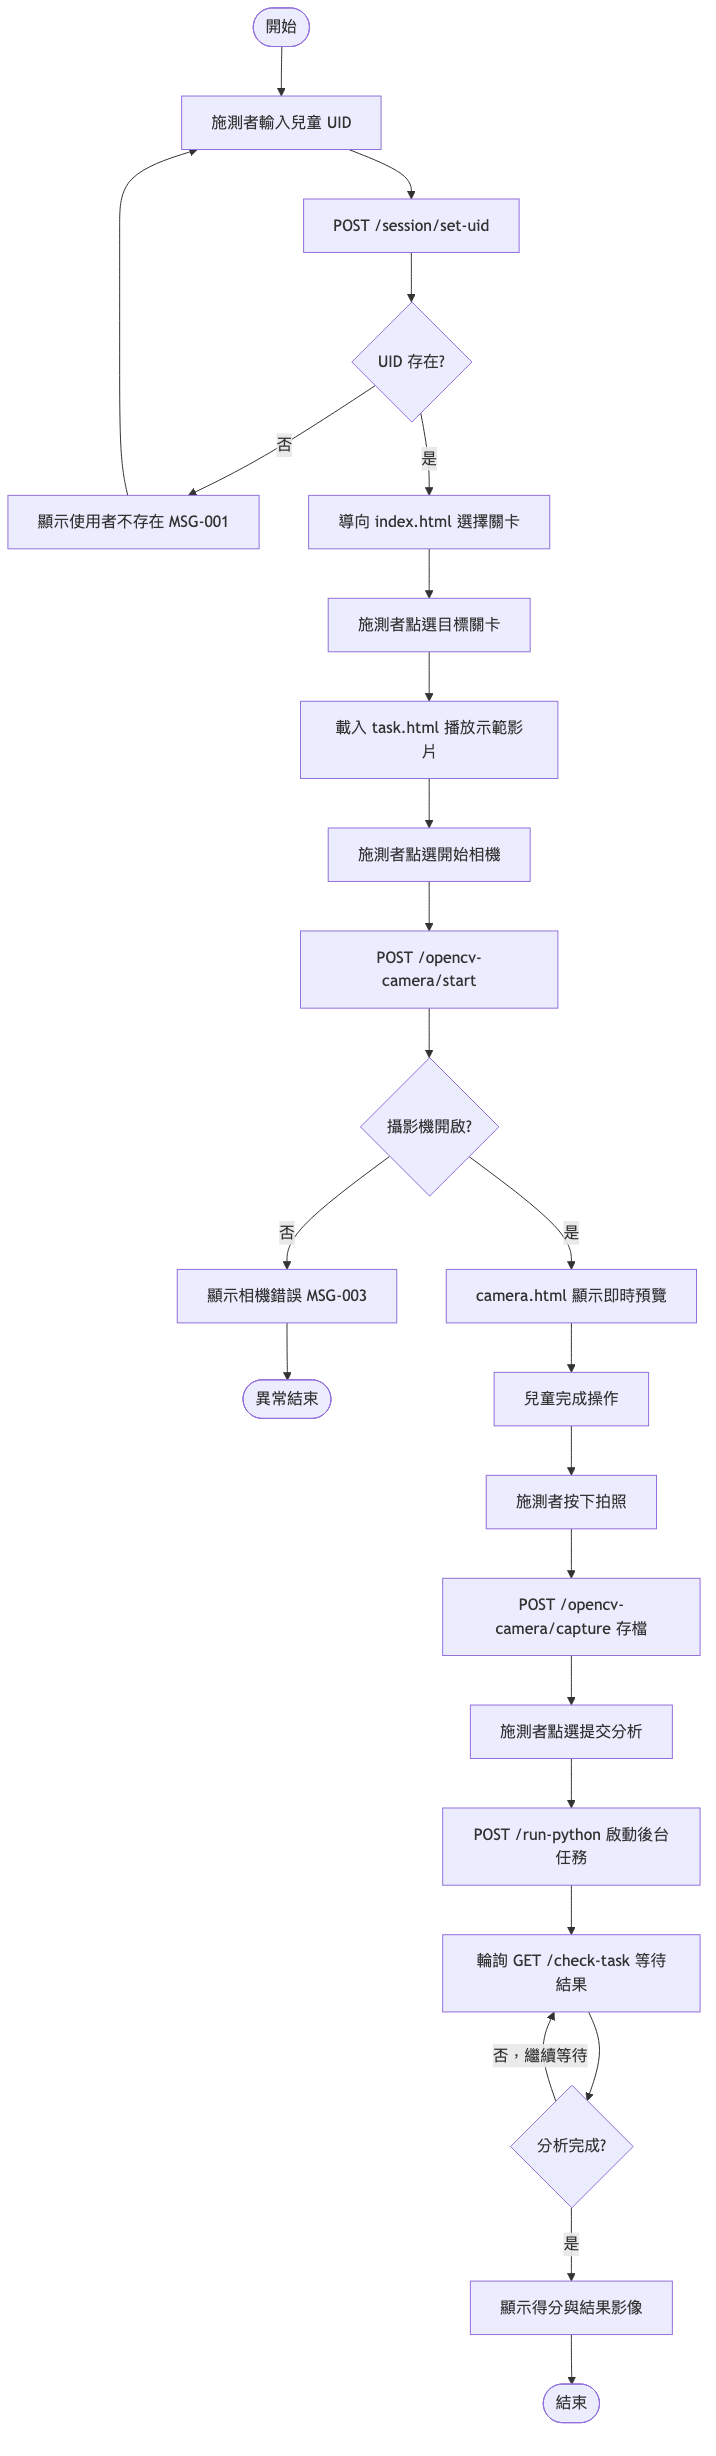 開始
施測者輸入兒童 UID
POST /session/set-uid
UID 存在?
否
是
顯示使用者不存在 MSG-001
導向 index.html 選擇關卡
施測者點選目標關卡
載入 task.html 播放示範影
片
施測者點選開始相機
POST /opencv-
camera/start
攝影機開啟?
否
是
顯示相機錯誤 MSG-003
camera.html 顯示即時預覽
異常結束
兒童完成操作
施測者按下拍照
POST /opencv-
camera/capture 存檔
施測者點選提交分析
POST /run-python 啟動後台
任務
輪詢 GET /check-task 等待
結果
否，繼續等待
分析完成?
是
顯示得分與結果影像
結束